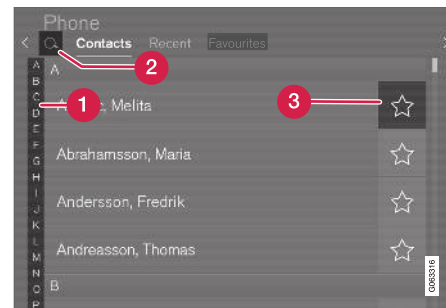 Phone
Contacts Recent Favourites
2
A
A
B
C
D
E
F
G
H
I
J
K
L
M
N
O
P
1
, Melita
3
Abrahamsson, Maria
Andersson, Fredrik
Andreasson, Thomas
B
G063316